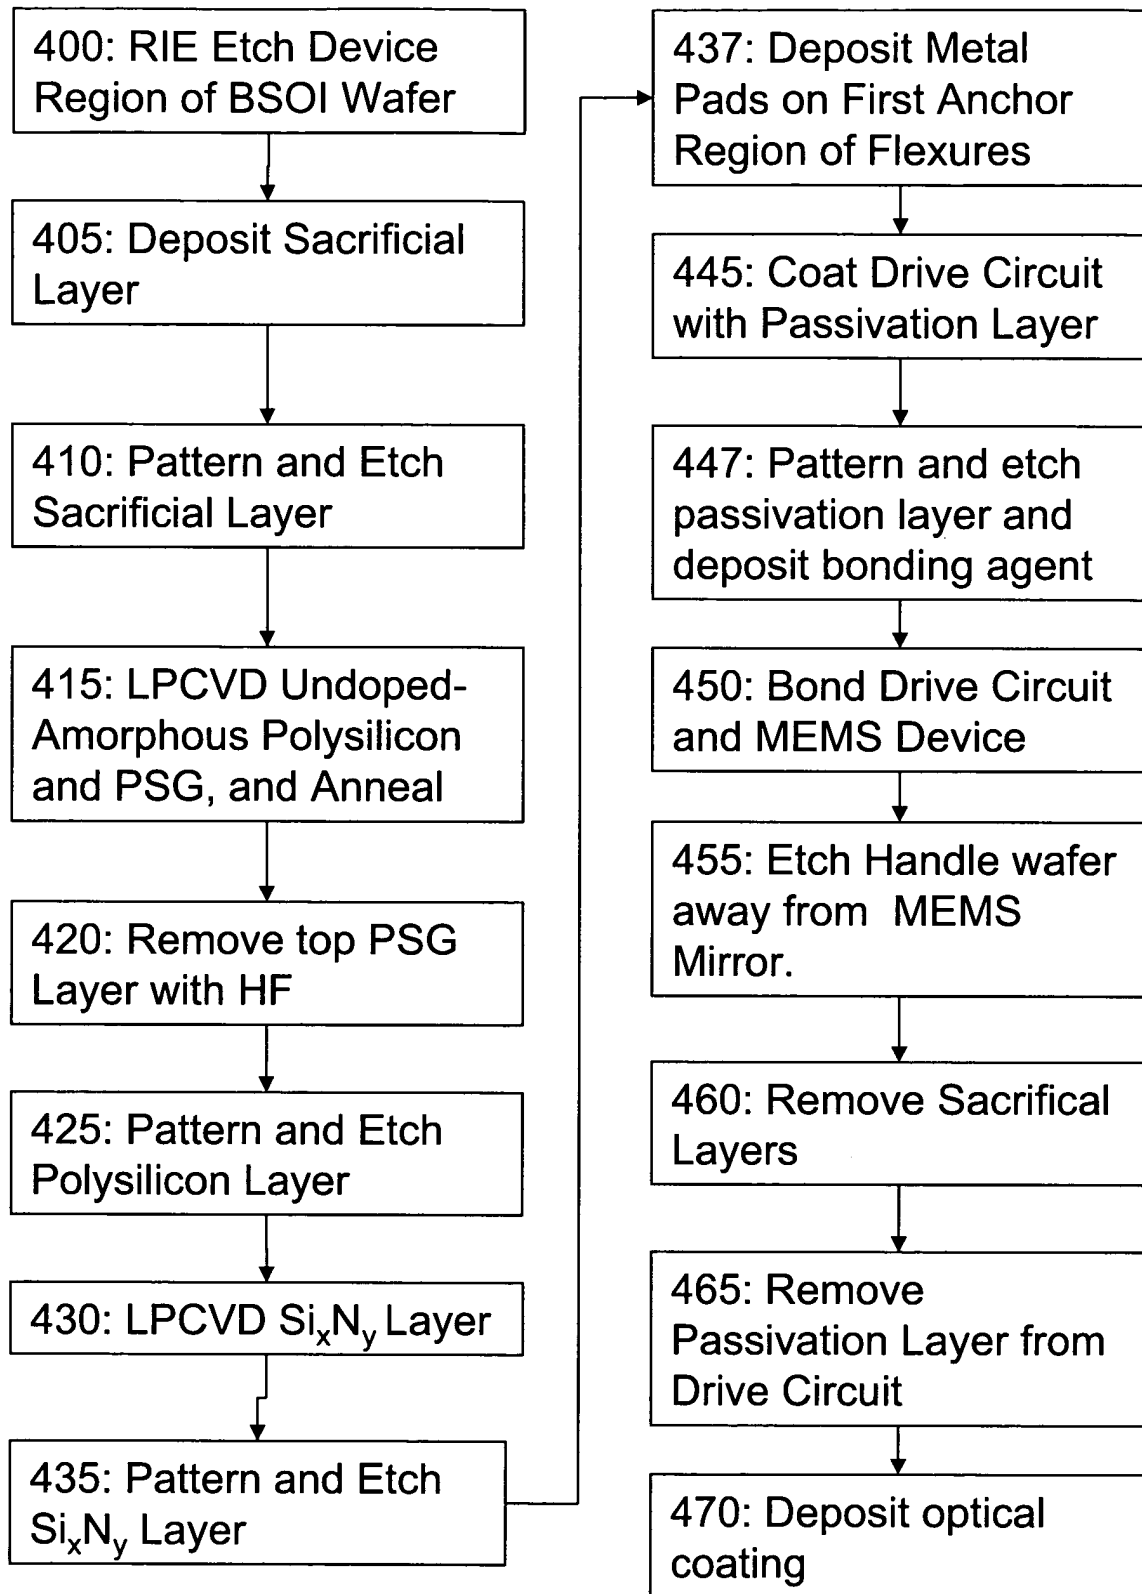 400: RIE Etch Device
Region of BSOI Wafer
405: Deposit Sacrificial
Layer
410: Pattern and Etch
Sacrificial Layer
415: LPCVD Undoped-
Amorphous Polysilicon
and PSG, and Anneal
420: Remove top PSG
Layer with HF
425: Pattern and Etch
Polysilicon Layer
430: LPCVD SixNy Layer
435: Pattern and Etch
SixNy Layer
437: Deposit Metal
Pads on First Anchor
Region of Flexures
445: Coat Drive Circuit
with Passivation Layer
447: Pattern and etch
passivation layer and
deposit bonding agent
450: Bond Drive Circuit
and MEMS Device
455: Etch Handle wafer
away from MEMS
Mirror.
460: Remove Sacrifical
Layers
465: Remove
Passivation Layer from
Drive Circuit
470: Deposit optical
coating